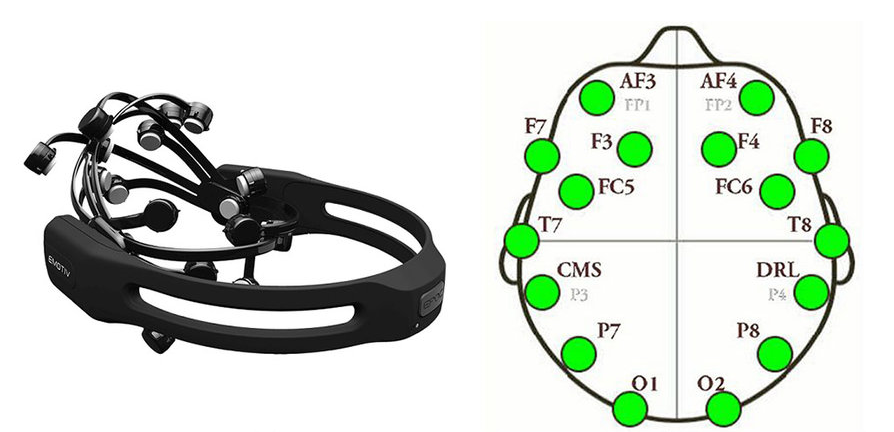 EMOTIV
EPOC
AF3
AF4
FP1
FP2
F7
F3
F4
F8
FC5
FC6
T7
T8
CMS
DRL
P3
P4
P7
P8
O1
O2